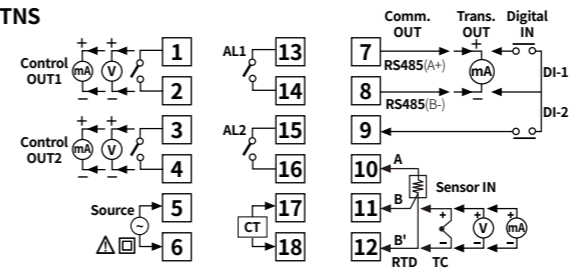 TNS
Control
OUT1
mA
V
+
+
−
−
1
2
Control
OUT2
mA
V
+
+
−
−
3
4
Source
~
5
6
AL1
13
14
AL2
15
16
CT
17
18
Comm.
OUT
Trans.
OUT
Digital
IN
7
RS485(A+)
8
RS485(B-)
9
+
mA
−
DI-1
DI-2
10
A
11
B
12
B'
Sensor IN
+
+
+
V
mA
−
−
−
RTD
TC